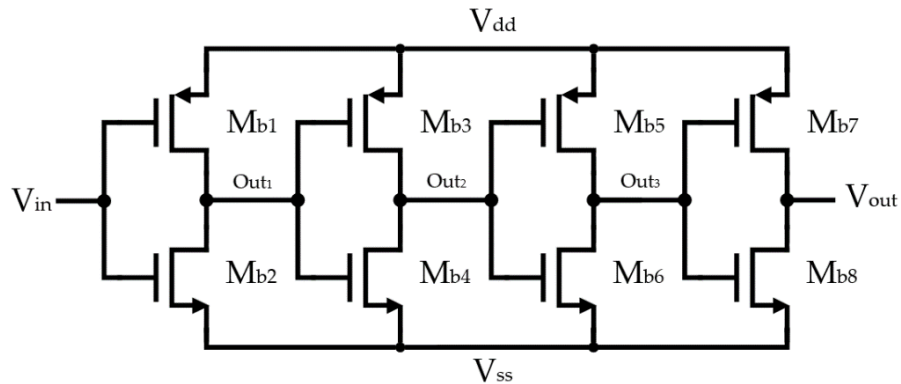 Vdd
Mb1 Mb3 Mb5 Mb7
Vin Out1 Out2 Out3 Vout
Mb2 Mb4 Mb6 Mb8
Vss